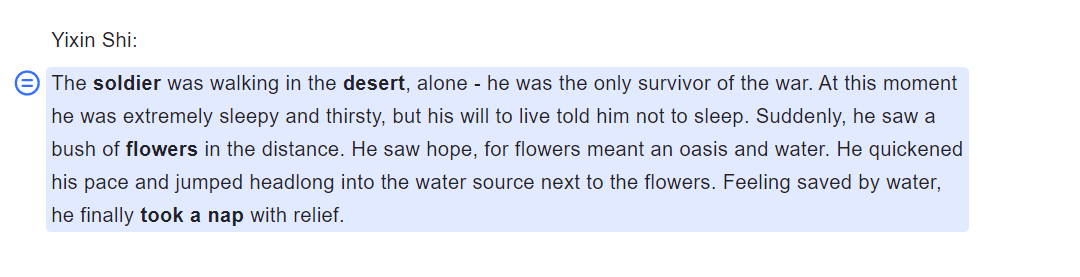 Yixin Shi:
The soldier was walking in the desert, alone - he was the only survivor of the war. At this moment
he was extremely sleepy and thirsty, but his will to live told him not to sleep. Suddenly, he saw a
bush of flowers in the distance. He saw hope, for flowers meant an oasis and water. He quickened
his pace and jumped headlong into the water source next to the flowers. Feeling saved by water,
he finally took a nap with relief.